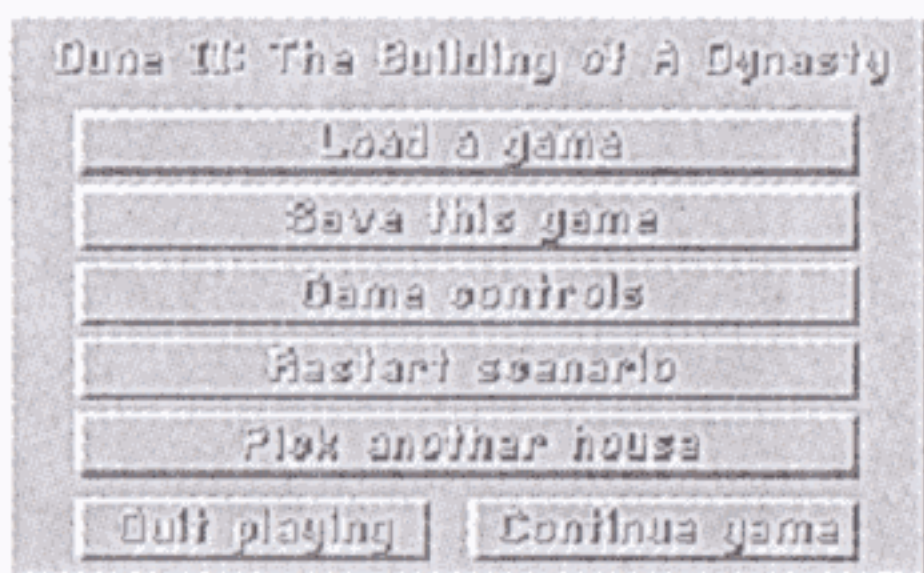 Dune II: The Building of A Dynasty
Load a game
Save this game
Game controls
Restart scenario
Pick another house
Quit playing
Continue game